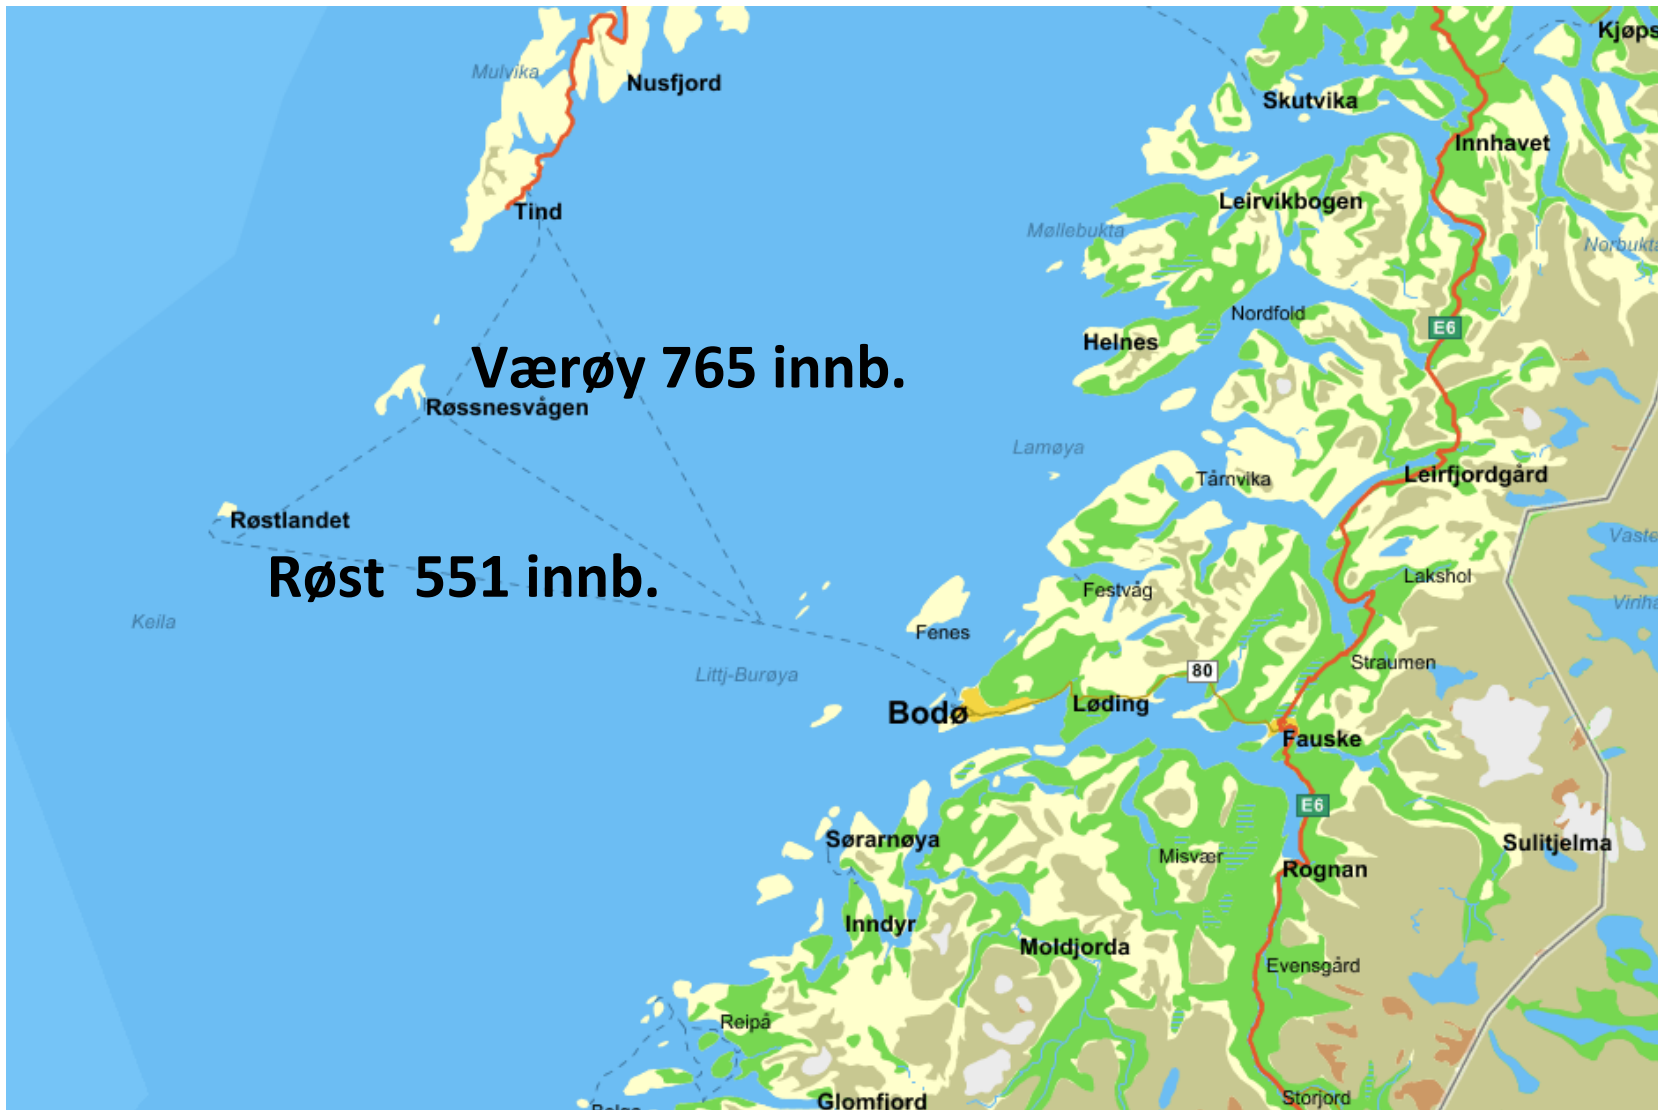 Kjøps
Mulvika
Nusfjord
Skutvika
Innhavet
Leirvikbogen
Tind
Møllebukta
Norbukta
Nordfold
E6
Helnes
Værøy 765 innb.
Røssnesvågen
Lamøya
Leirfjordgård
Tårnvika
Røstlandet
Vaste
Røst 551 innb.
Lakshol
Festvåg
Viriha
Keila
Fenes
Straumen
80
Littj-Burøya
Løding
Bodø
Fauske
E6
Sørarnøya
Sulitjelma
Misvær
Rognan
Inndyr
Moldjorda
Evensgård
Reipå
Storjord
Glomfjord